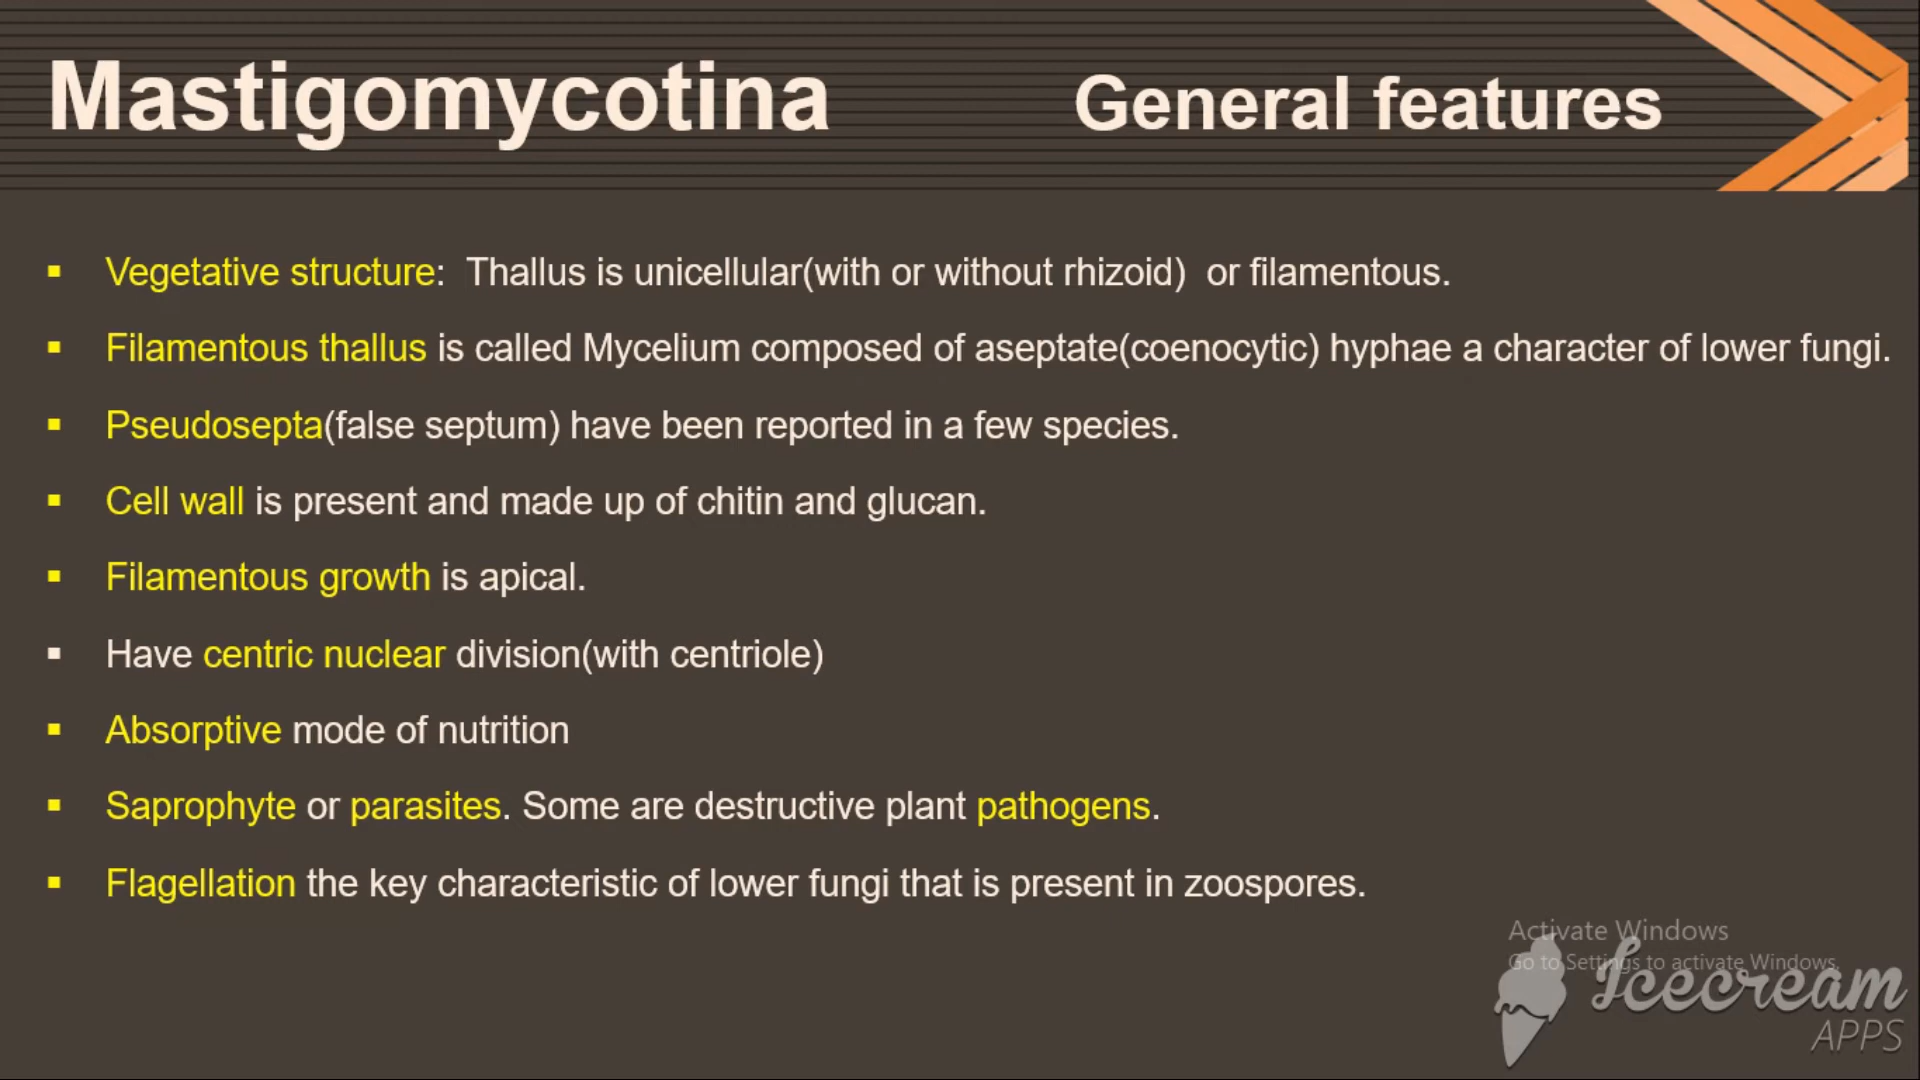 Mastigomycotina General features
▪ Vegetative structure: Thallus is unicellular(with or without rhizoid) or filamentous.
▪ Filamentous thallus is called Mycelium composed of aseptate(coenocytic) hyphae a character of lower fungi.
▪ Pseudosepta(false septum) have been reported in a few species.
▪ Cell wall is present and made up of chitin and glucan.
▪ Filamentous growth is apical.
▪ Have centric nuclear division(with centriole)
▪ Absorptive mode of nutrition
▪ Saprophyte or parasites. Some are destructive plant pathogens.
▪ Flagellation the key characteristic of lower fungi that is present in zoospores.
Activate Windows
Go to Settings to activate Windows.
Icecream
APPS